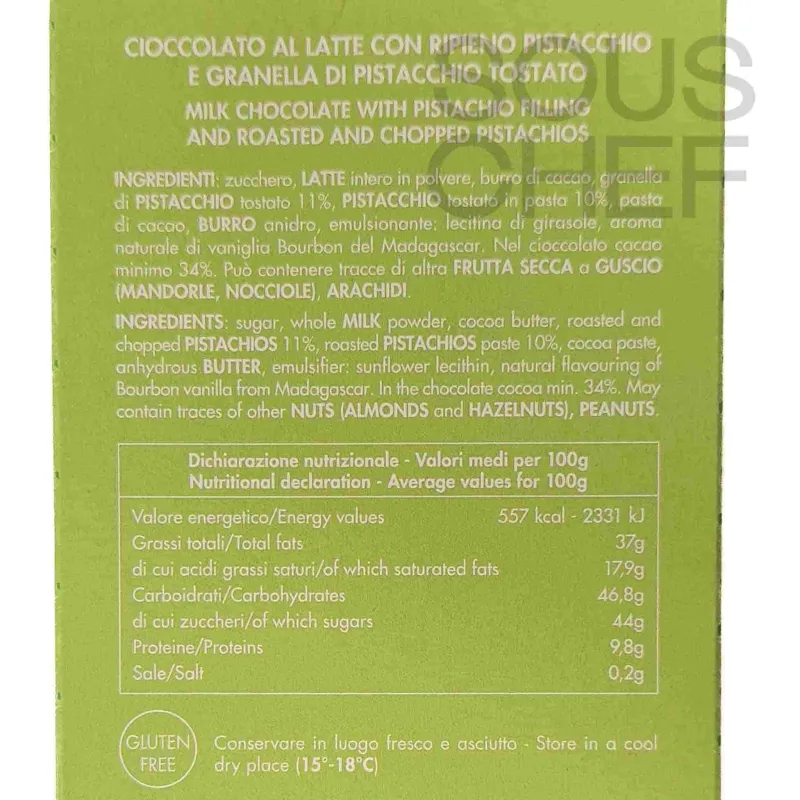 SOUS
CHEF
CIOCCOLATO AL LATTE CON RIPIENO PISTACCHIO
E GRANELLA DI PISTACCHIO TOSTATO
MILK CHOCOLATE WITH PISTACHIO FILLING
AND ROASTED AND CHOPPED PISTACHIOS
INGREDIENTI: zucchero, LATTE intero in polvere, burro di cacao, granella
di PISTACCHIO tostato 11%, PISTACCHIO tostato in pasta 10%, pasta
di cacao, BURRO anidro, emulsionante: lecitina di girasole, aroma
naturale di vaniglia Bourbon del Madagascar. Nel cioccolato cacao
minimo 34%. Può contenere tracce di altra FRUTTA SECCA a GUSCIO
(MANDORLE, NOCCIOLE), ARACHIDI.
INGREDIENTS: sugar, whole MILK powder, cocoa butter, roasted and
chopped PISTACHIOS 11%, roasted PISTACHIOS paste 10%, cocoa paste,
anhydrous BUTTER, emulsifier: sunflower lecithin, natural flavouring of
Bourbon vanilla from Madagascar. In the chocolate cocoa min. 34%. May
contain traces of other NUTS (ALMONDS and HAZELNUTS), PEANUTS.
Dichiarazione nutrizionale - Valori medi per 100g
Nutritional declaration - Average values for 100g
Valore energetico/Energy values 557 kcal - 2331 kJ
Grassi totali/Total fats 37g
di cui acidi grassi saturi/of which saturated fats 17,9g
Carboidrati/Carbohydrates 46,8g
di cui zuccheri/of which sugars 44g
Proteine/Proteins 9,8g
Sale/Salt 0,2g
GLUTEN
FREE
Conservare in luogo fresco e asciutto - Store in a cool
dry place (15°-18°C)